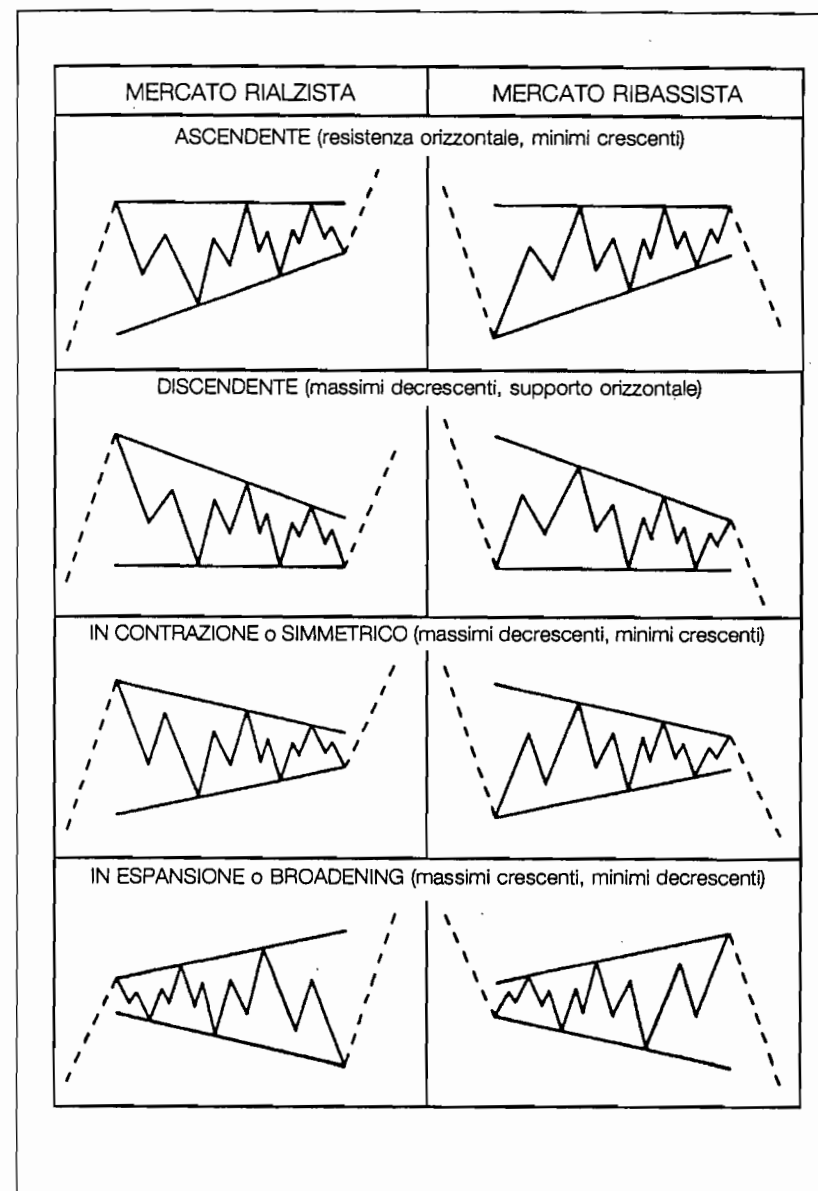 MERCATO RIALZISTA
MERCATO RIBASSISTA
ASCENDENTE (resistenza orizzontale, minimi crescenti)
DISCENDENTE (massimi decrescenti, supporto orizzontale)
IN CONTRAZIONE o SIMMETRICO (massimi decrescenti, minimi crescenti)
IN ESPANSIONE o BROADENING (massimi crescenti, minimi decrescenti)